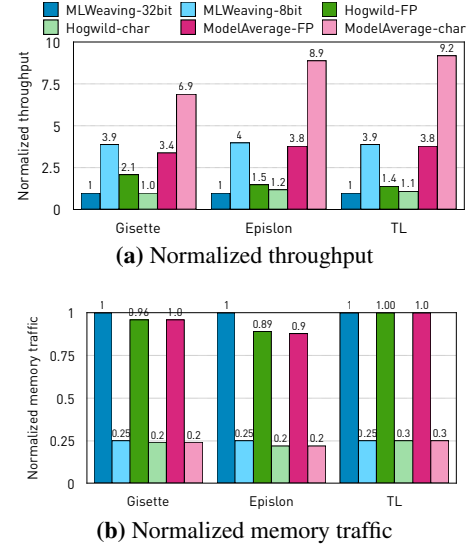 MLWeaving-32bit MLWeaving-8bit Hogwild-FP
Hogwild-char ModelAverage-FP ModelAverage-char
Normalized throughput
10
7.5
5
2.5
0
1 3.9 2.1 1.0 3.4 6.9
1 4 1.5 1.2 3.8 8.9
1 3.9 1.4 1.1 3.8 9.2
Gisette Epislon TL
(a) Normalized throughput
Normalized memory traffic
1
0.75
0.5
0.25
0
1 0.25 0.96 0.2 1.0 0.2
1 0.25 0.89 0.2 0.9 0.2
1 0.25 1.00 0.3 1.0 0.3
Gisette Epislon TL
(b) Normalized memory traffic